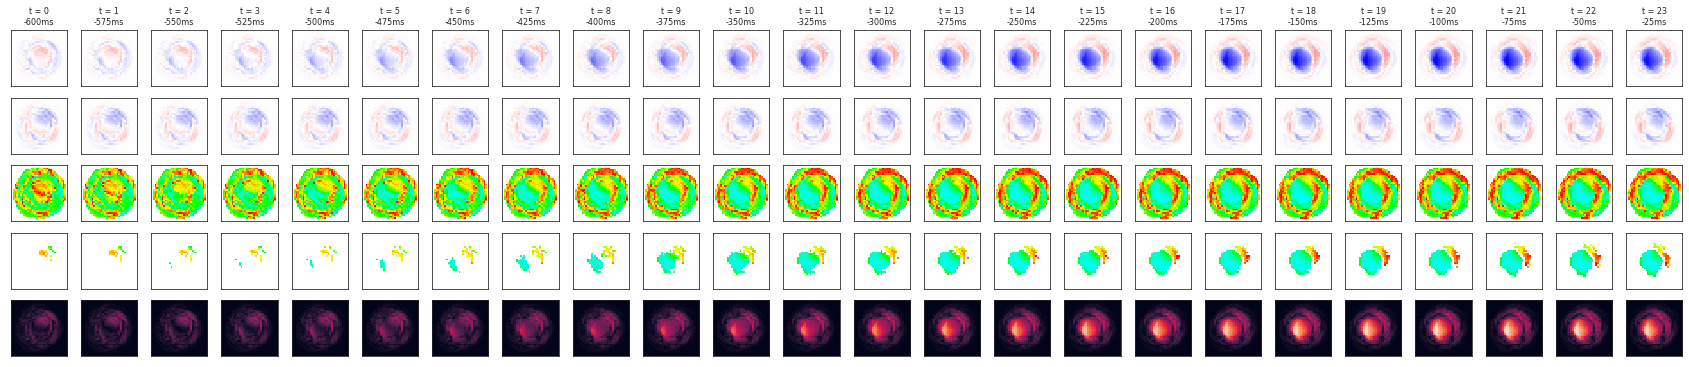 t = 0 t = 1 t = 2 t = 3 t = 4 t = 5 t = 6 t = 7 t = 8 t = 9 t = 10 t = 11 t = 12 t = 13 t = 14 t = 15 t = 16 t = 17 t = 18 t = 19 t = 20 t = 21 t = 22 t = 23
-600ms -575ms -550ms -525ms -500ms -475ms -450ms -425ms -400ms -375ms -350ms -325ms -300ms -275ms -250ms -225ms -200ms -175ms -150ms -125ms -100ms -75ms -50ms -25ms